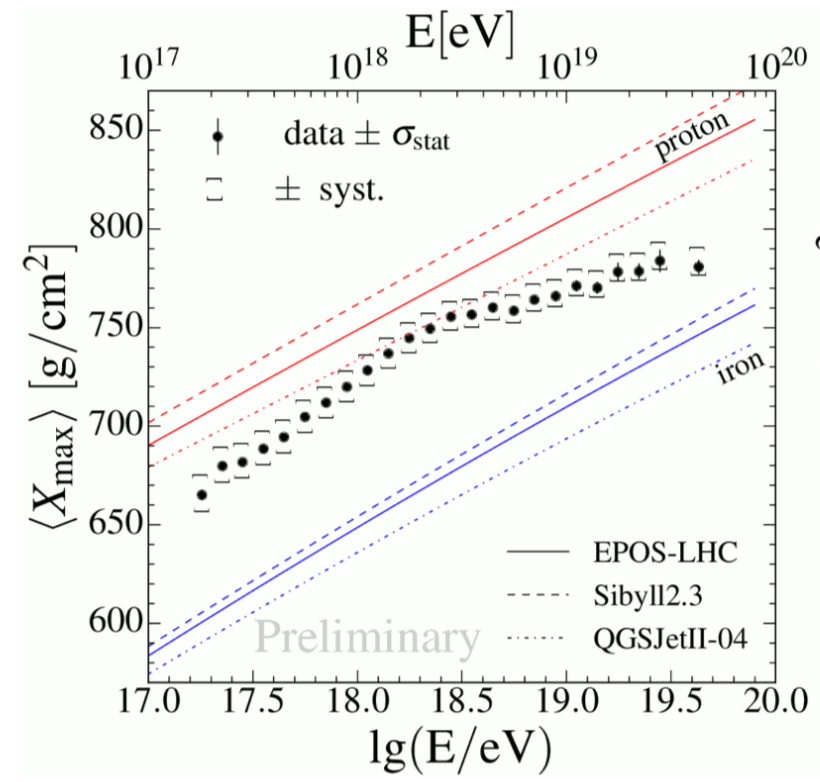 E[eV]
10^17 10^18 10^19 10^20
data ± σ_stat
± syst.
proton
iron
850
800
750
700
650
600
⟨X_max⟩ [g/cm^2]
EPOS-LHC
Sibyll2.3
QGSJetII-04
Preliminary
17.0 17.5 18.0 18.5 19.0 19.5 20.0
lg(E/eV)